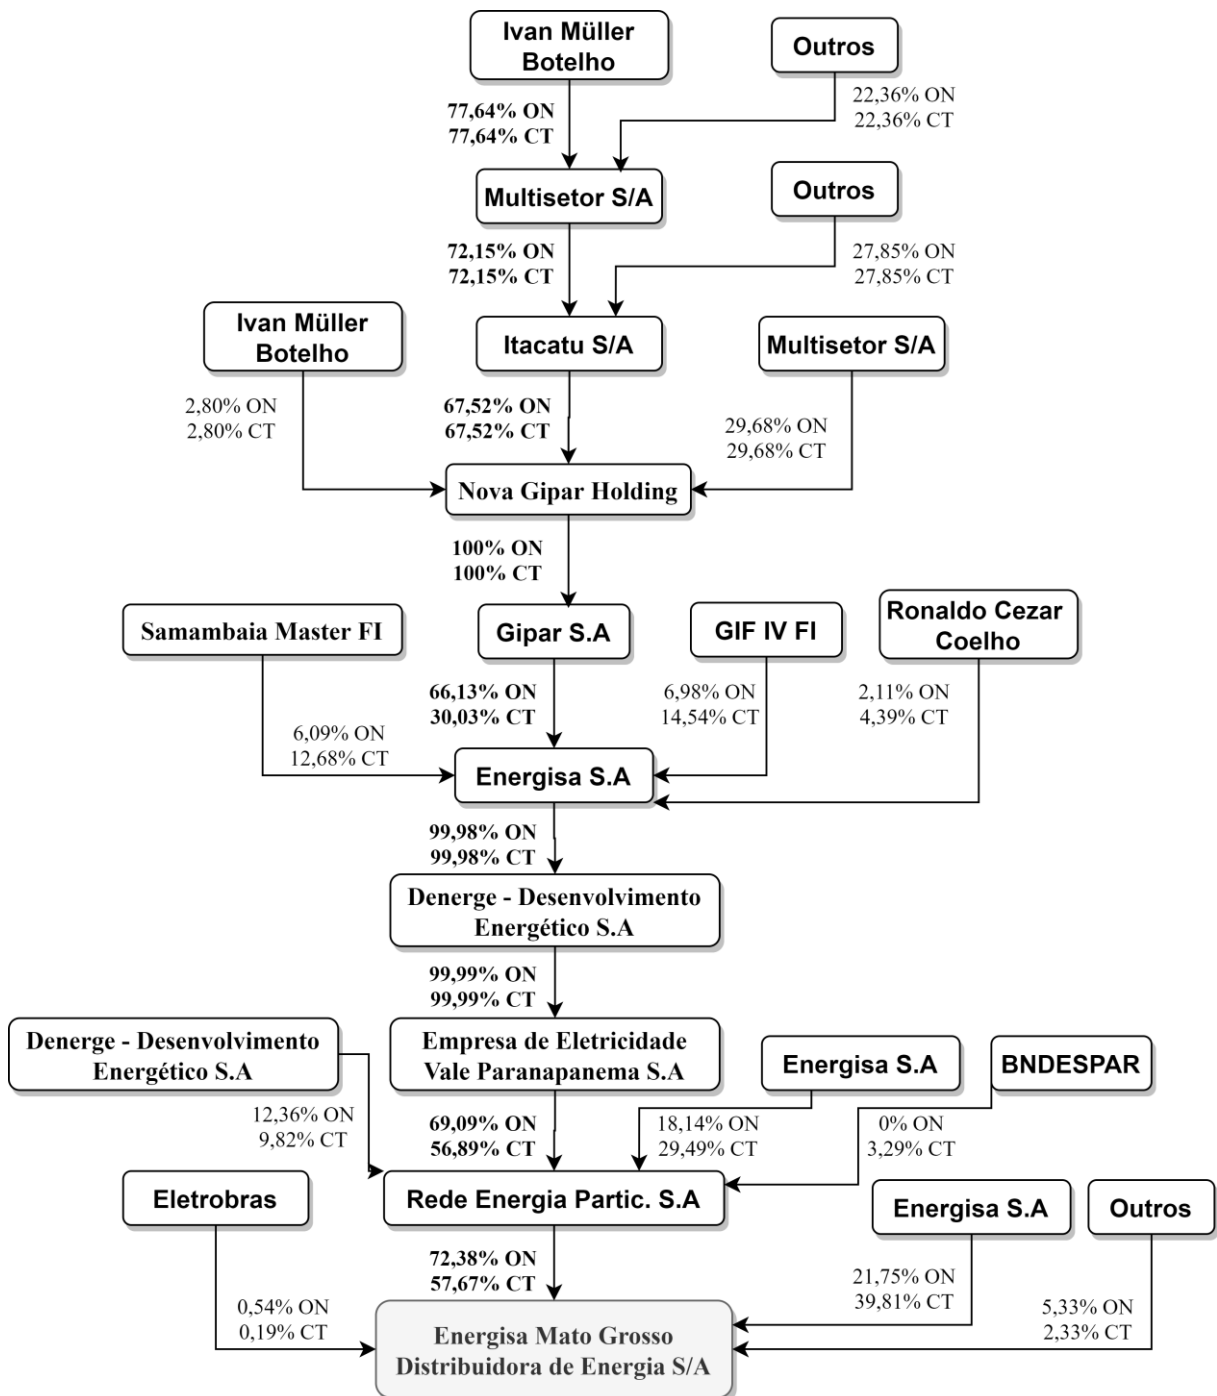 Ivan Müller
Botelho
Outros
77,64% ON
77,64% CT
22,36% ON
22,36% CT
Multisetor S/A
Outros
72,15% ON
72,15% CT
27,85% ON
27,85% CT
Ivan Müller
Botelho
Itacatu S/A
Multisetor S/A
2,80% ON
2,80% CT
67,52% ON
67,52% CT
29,68% ON
29,68% CT
Nova Gipar Holding
100% ON
100% CT
Samambaia Master FI
Gipar S.A
GIF IV FI
Ronaldo Cezar
Coelho
6,09% ON
12,68% CT
66,13% ON
30,03% CT
6,98% ON
14,54% CT
2,11% ON
4,39% CT
Energisa S.A
99,98% ON
99,98% CT
Denerge - Desenvolvimento
Energético S.A
99,99% ON
99,99% CT
Denerge - Desenvolvimento
Energético S.A
Empresa de Eletricidade
Vale Paranapanema S.A
Energisa S.A
BNDESPAR
12,36% ON
9,82% CT
69,09% ON
56,89% CT
18,14% ON
29,49% CT
0% ON
3,29% CT
Eletrobras
Rede Energia Partic. S.A
Energisa S.A
Outros
0,54% ON
0,19% CT
72,38% ON
57,67% CT
21,75% ON
39,81% CT
5,33% ON
2,33% CT
Energisa Mato Grosso
Distribuidora de Energia S/A